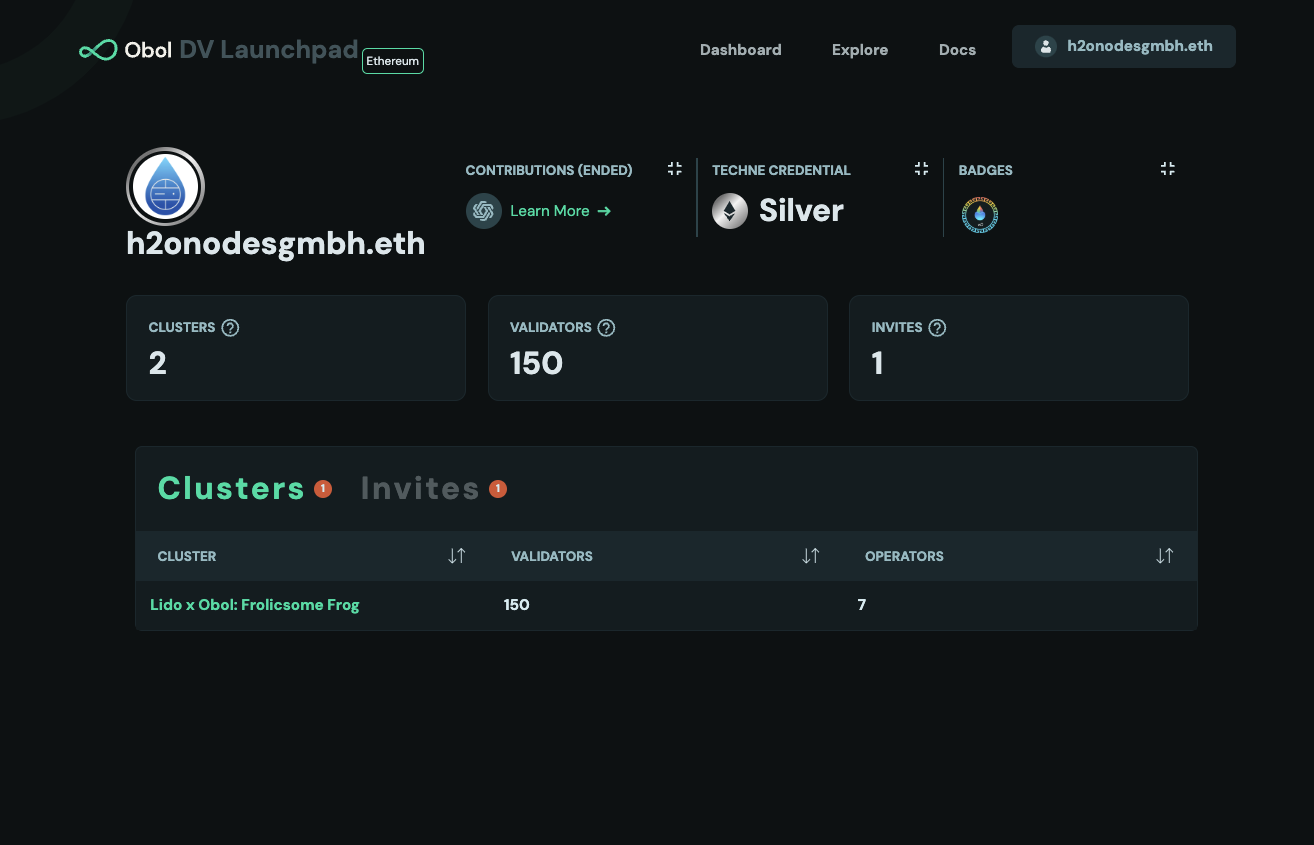 Obol DV Launchpad
Ethereum
Dashboard
Explore
Docs
h2onodesgmbh.eth
h2onodesgmbh.eth
CONTRIBUTIONS (ENDED)
Learn More →
TECHNE CREDENTIAL
Silver
BADGES
CLUSTERS ?
2
VALIDATORS ?
150
INVITES ?
1
Clusters 1
Invites 1
CLUSTER
VALIDATORS
OPERATORS
Lido x Obol: Frolicsome Frog
150
7